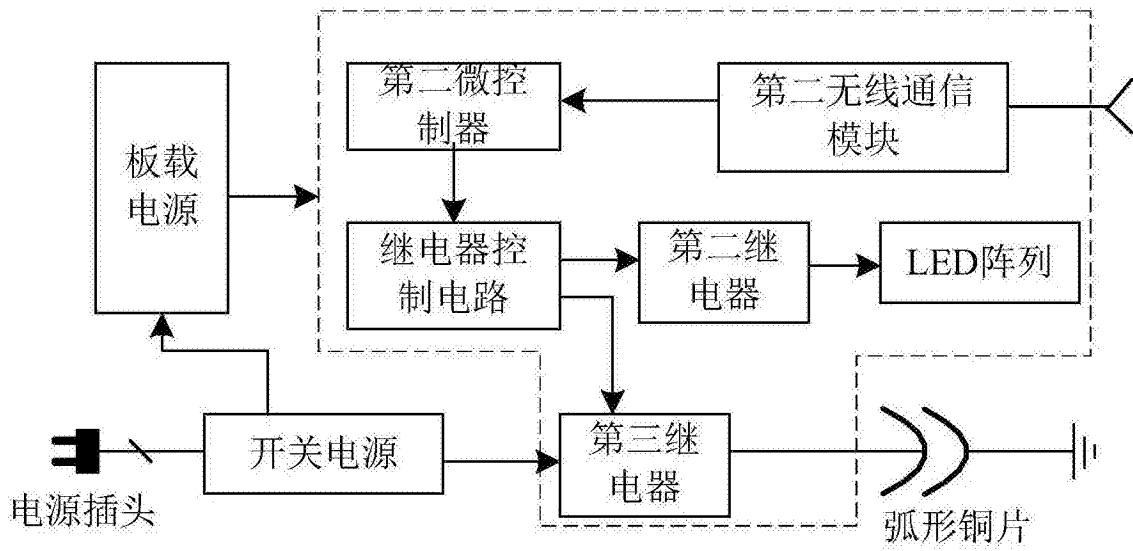 第二微控
制器
第二无线通信
模块
板载
电源
继电器控
制电路
第二继
电器
LED阵列
开关电源
第三继
电器
电源插头
弧形铜片